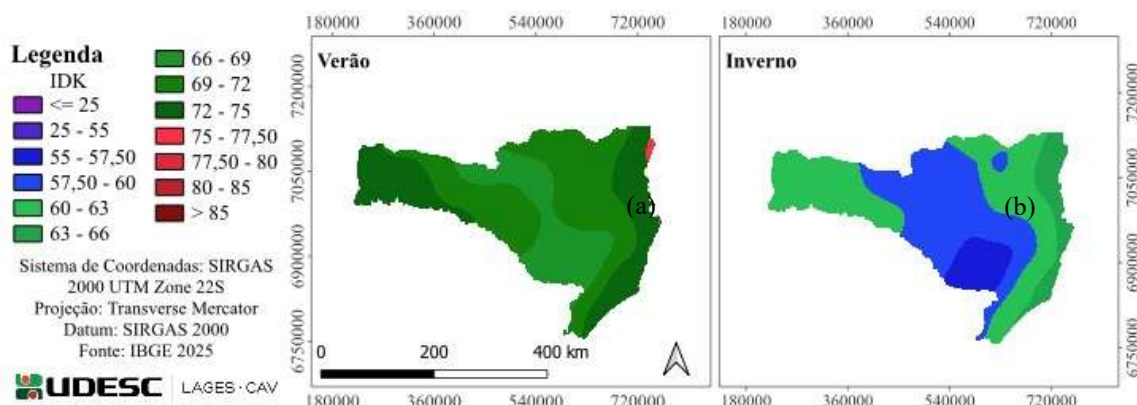 Legenda
IDK
<= 25
25 - 55
55 - 57,50
57,50 - 60
60 - 63
63 - 66
66 - 69
69 - 72
72 - 75
75 - 77,50
77,50 - 80
80 - 85
> 85
Sistema de Coordenadas: SIRGAS
2000 UTM Zone 22S
Projeção: Transverse Mercator
Datum: SIRGAS 2000
Fonte: IBGE 2025
UDESC LAGES · CAV
180000 360000 540000 720000
Verão
7200000
7050000
6900000
6750000
(a)
0 200 400 km
180000 360000 540000 720000
180000 360000 540000 720000
Inverno
(b)
7200000
7050000
6900000
6750000
180000 360000 540000 720000